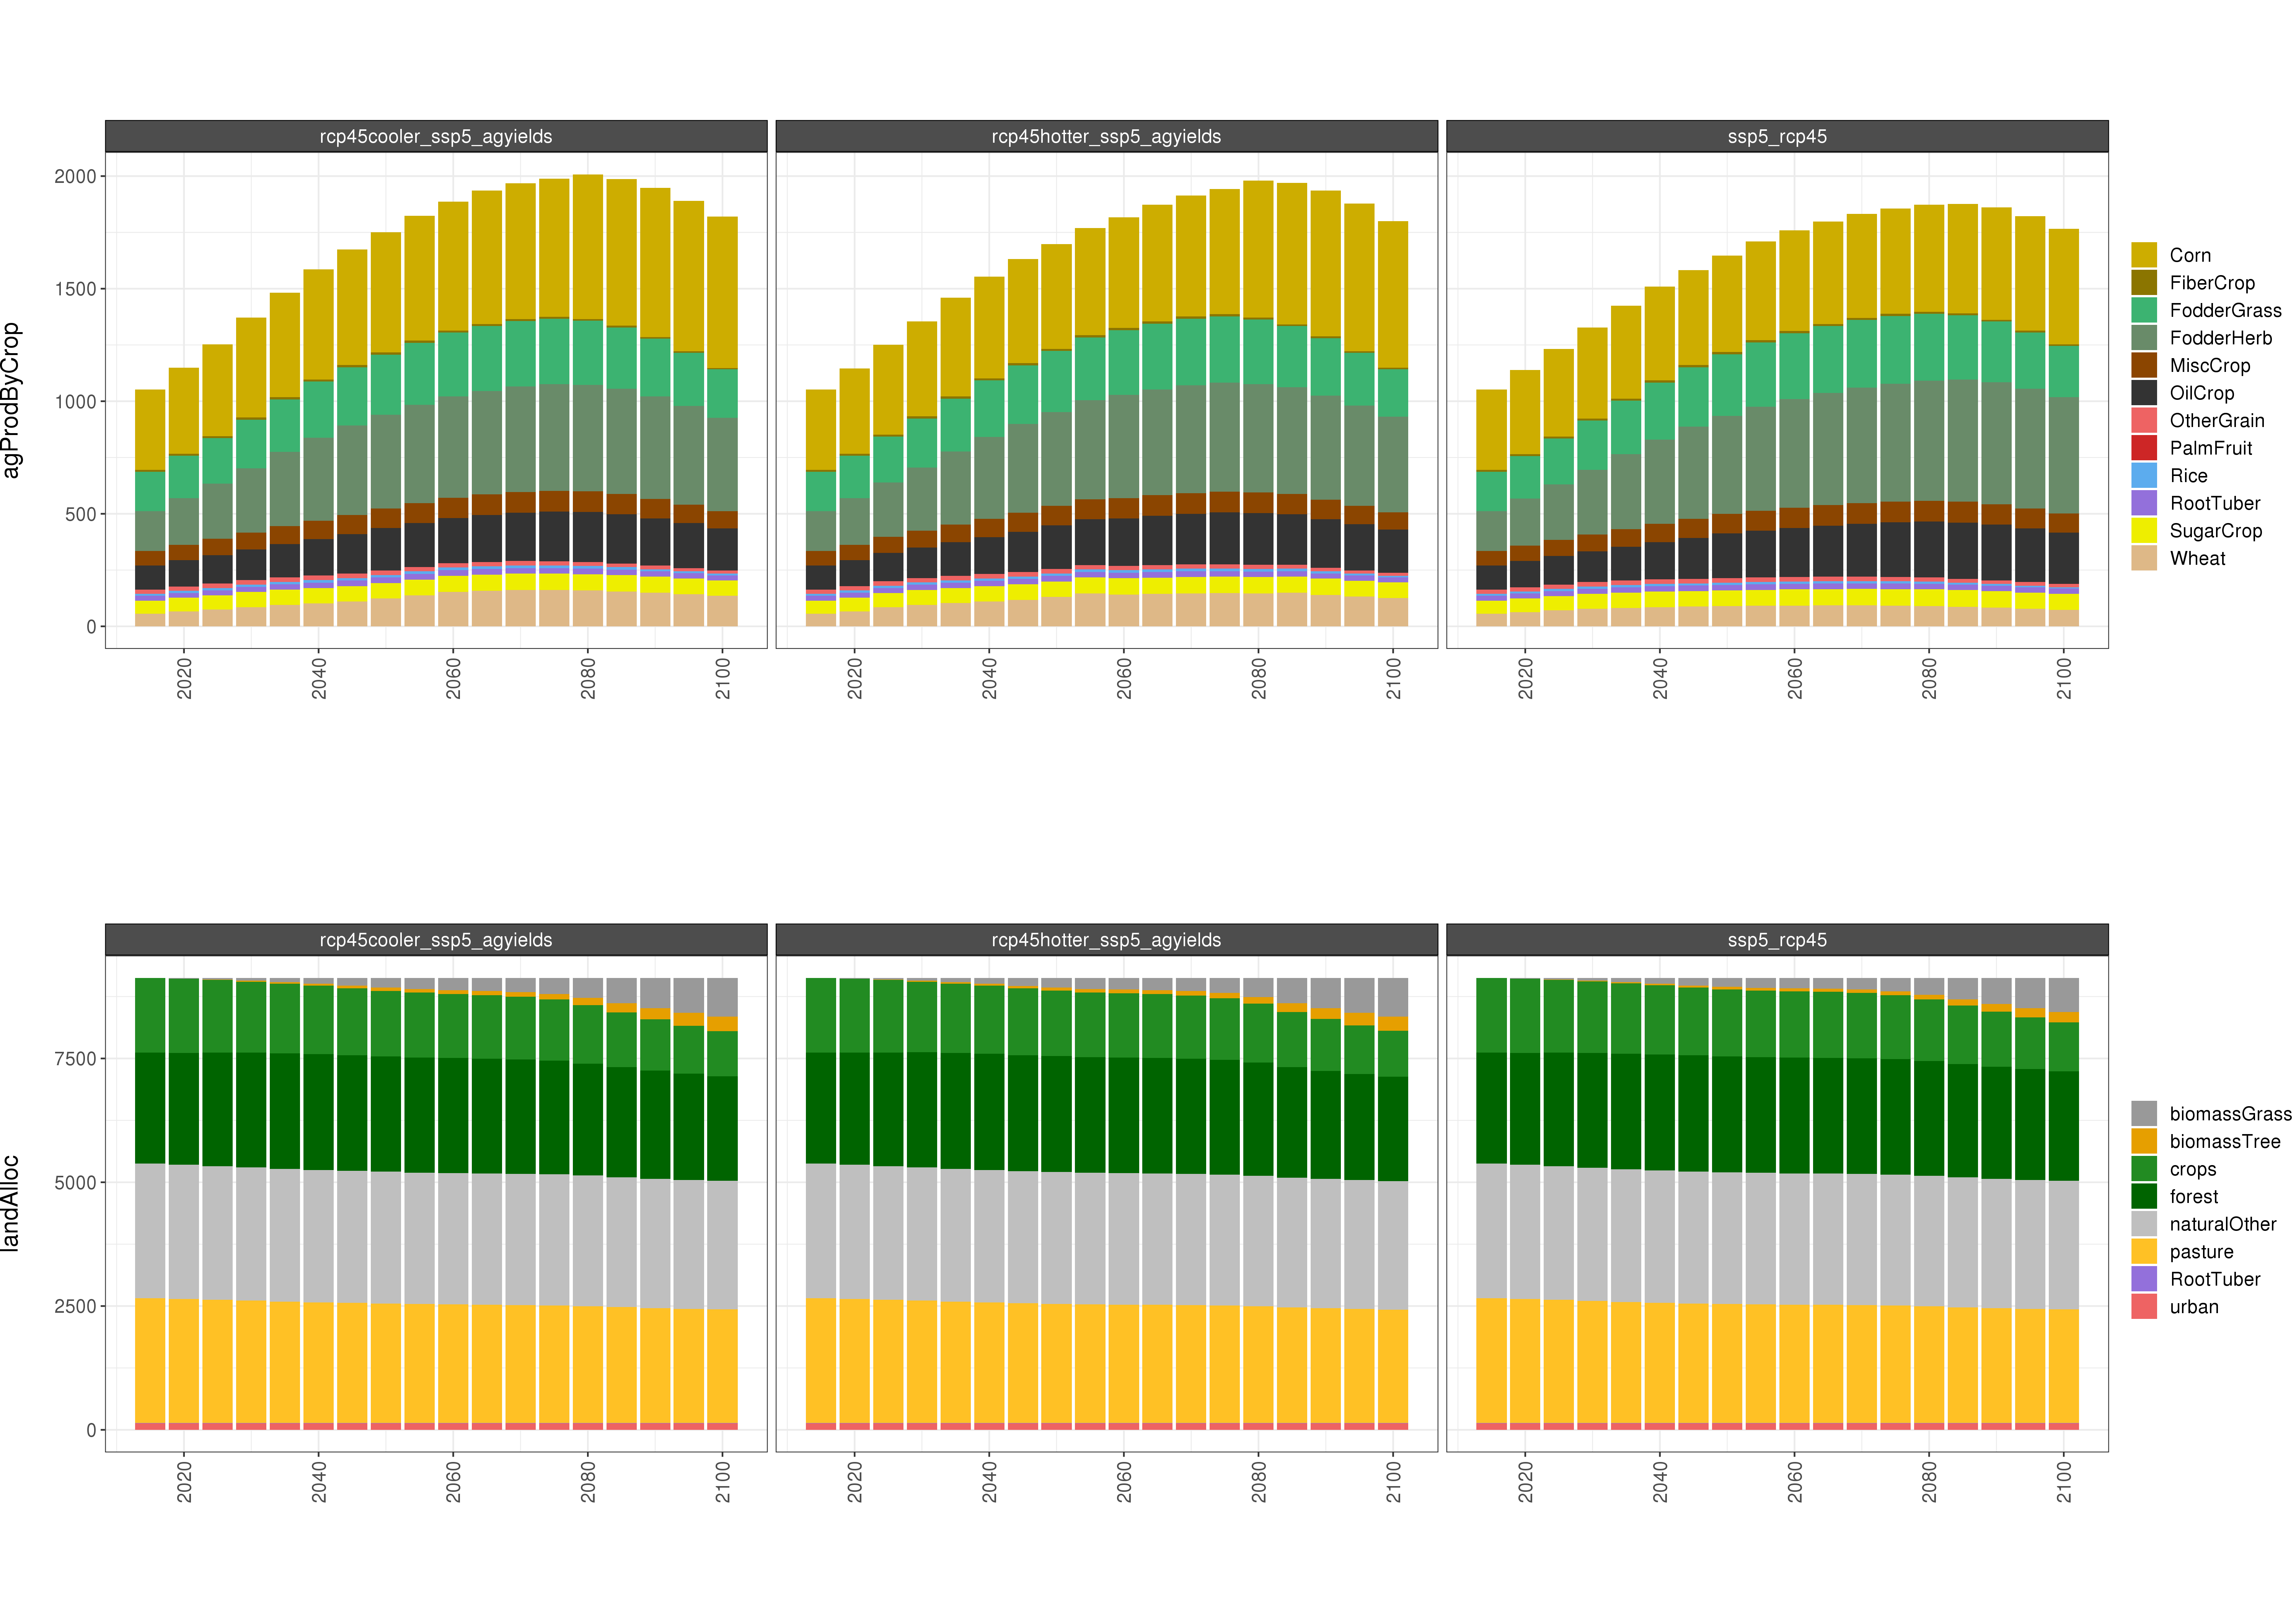 rcp45cooler_ssp5_agyields rcp45hotter_ssp5_agyields ssp5_rcp45
agProdByCrop
2000
1500
1000
500
0
2020 2040 2060 2080 2100 2020 2040 2060 2080 2100 2020 2040 2060 2080 2100
Corn
FiberCrop
FodderGrass
FodderHerb
MiscCrop
OilCrop
OtherGrain
PalmFruit
Rice
RootTuber
SugarCrop
Wheat
rcp45cooler_ssp5_agyields rcp45hotter_ssp5_agyields ssp5_rcp45
landAlloc
7500
5000
2500
0
2020 2040 2060 2080 2100 2020 2040 2060 2080 2100 2020 2040 2060 2080 2100
biomassGrass
biomassTree
crops
forest
naturalOther
pasture
RootTuber
urban